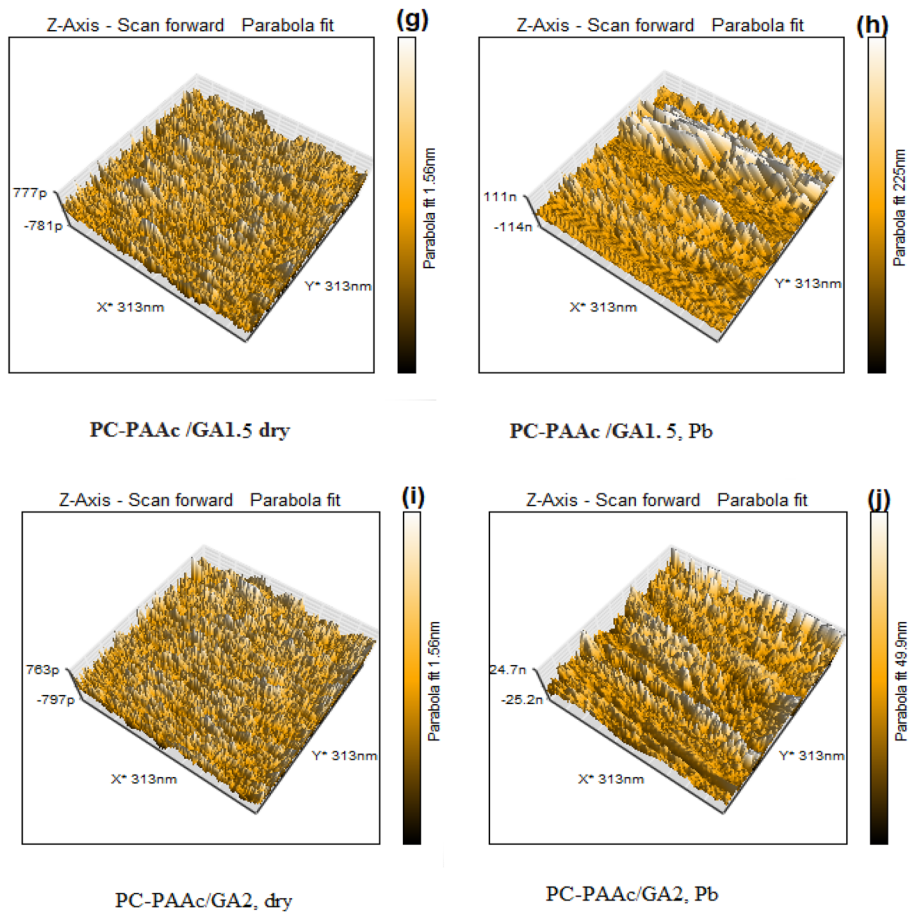 Z-Axis - Scan forward Parabola fit
(g)
777p
-781p
X* 313nm
Y* 313nm
Parabola fit 1.56nm
PC-PAAc /GA1.5 dry
Z-Axis - Scan forward Parabola fit
(h)
111n
-114n
X* 313nm
Y* 313nm
Parabola fit 225nm
PC-PAAc /GA1. 5, Pb
Z-Axis - Scan forward Parabola fit
(i)
763p
-797p
X* 313nm
Y* 313nm
Parabola fit 1.56nm
PC-PAAc/GA2, dry
Z-Axis - Scan forward Parabola fit
(j)
24.7n
-25.2n
X* 313nm
Y* 313nm
Parabola fit 49.9nm
PC-PAAc/GA2, Pb